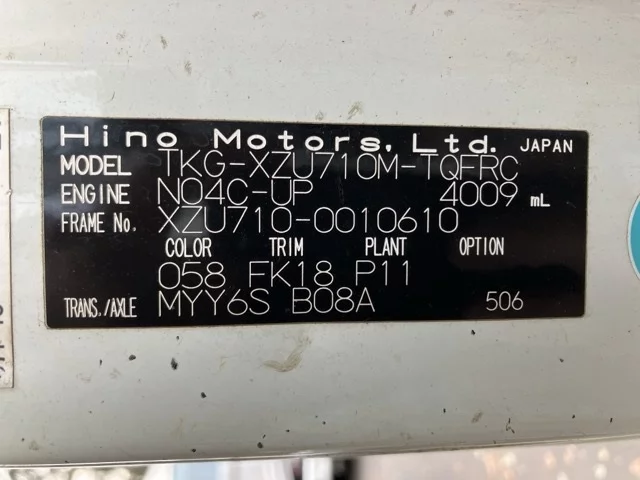 Hino Motors, Ltd. JAPAN
MODEL TKG-XZU710M-TQFRC
ENGINE N04C-UP 4009 mL
FRAME No. XZU710-0010610
COLOR TRIM PLANT OPTION
058 FK18 P11
TRANS./AXLE MYY6S B08A 506